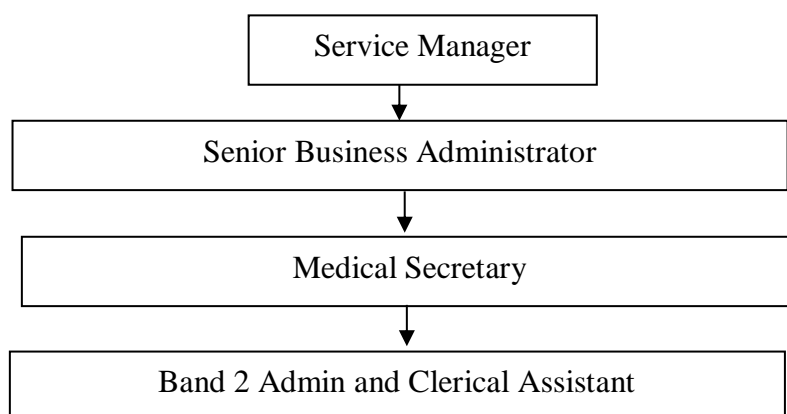 Service Manager
Senior Business Administrator
Medical Secretary
Band 2 Admin and Clerical Assistant